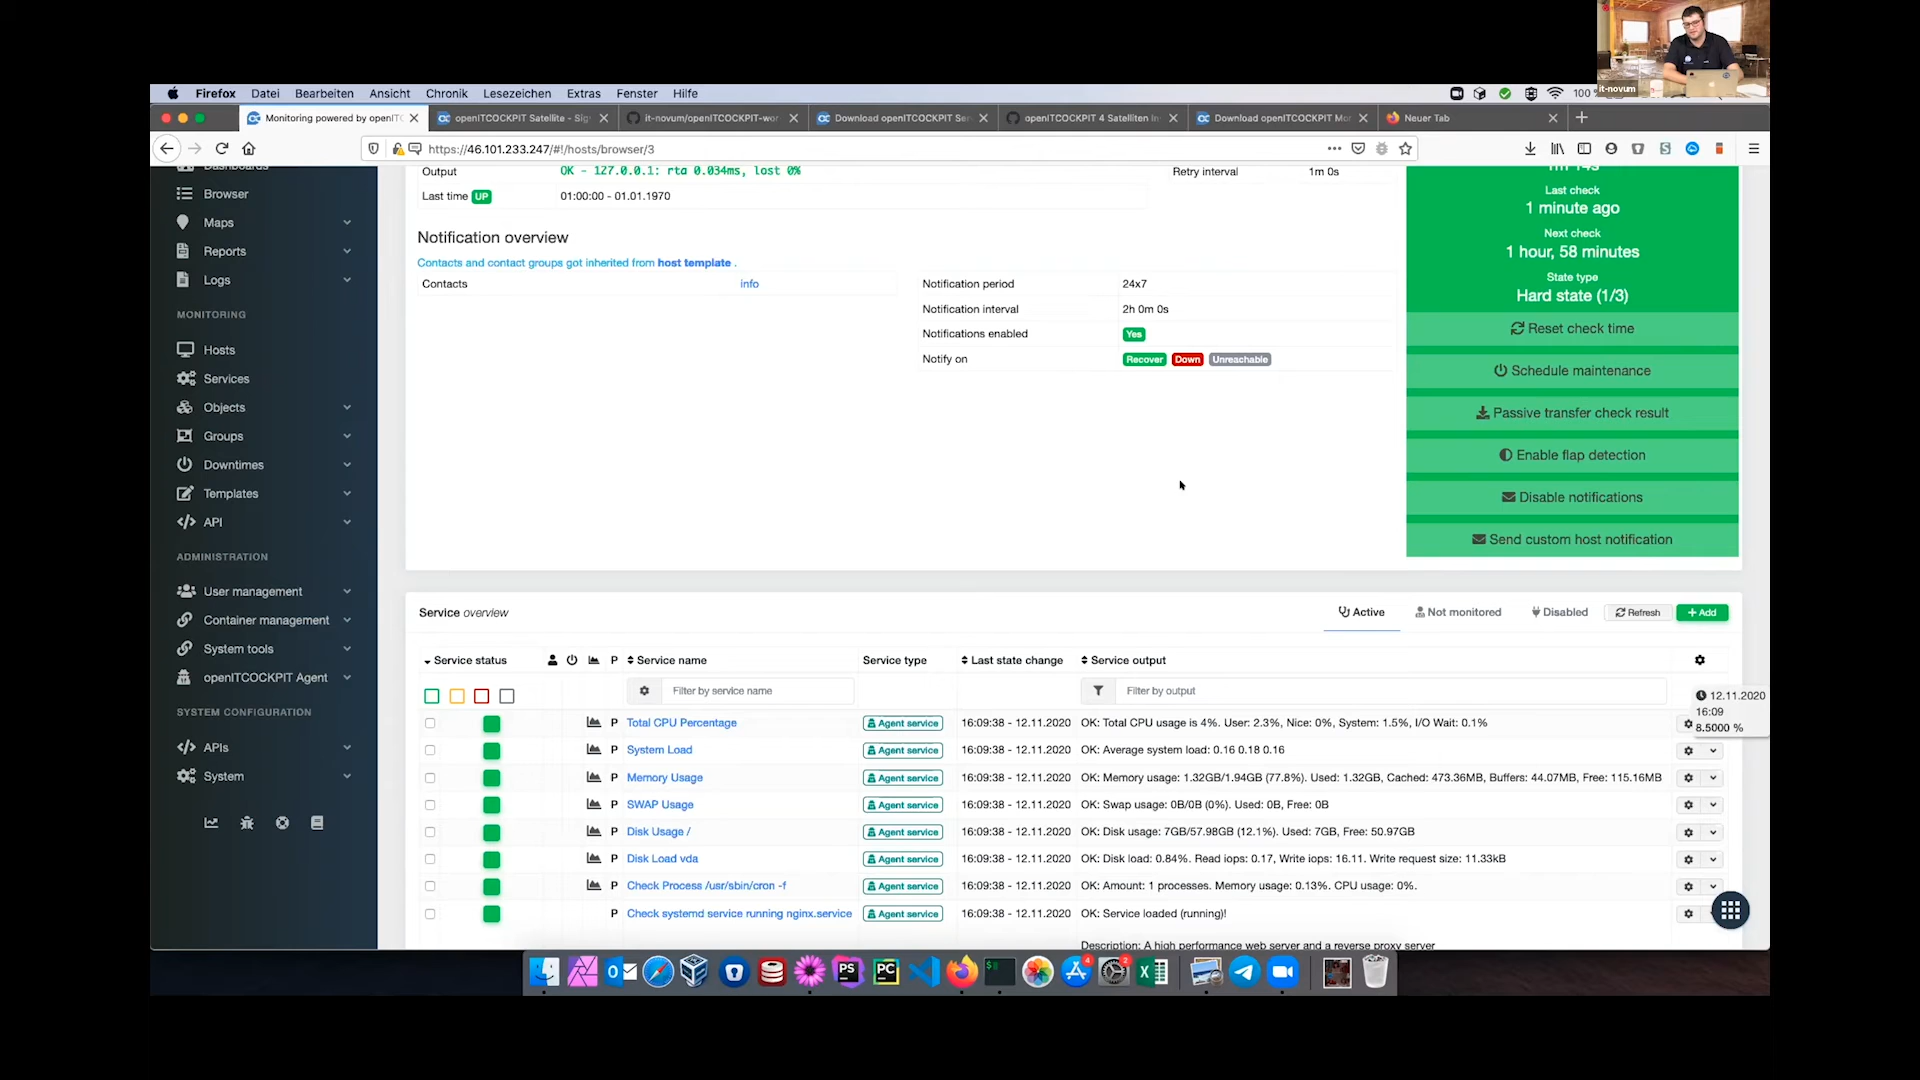 it-novum
Firefox Datei Bearbeiten Ansicht Chronik Lesezeichen Extras Fenster Hilfe 100
Monitoring powered by openITC openITCOCKPIT Satellite - Sig it-novum/openITCOCKPIT-wor Download openITCOCKPIT Ser openITCOCKPIT 4 Satelliten In Download openITCOCKPIT Mo Neuer Tab
https://46.101.233.247/#!/hosts/browser/3
Dashboards
Browser
Maps
Reports
Logs
MONITORING
Hosts
Services
Objects
Groups
Downtimes
Templates
API
ADMINISTRATION
User management
Container management
System tools
openITCOCKPIT Agent
SYSTEM CONFIGURATION
APIs
System
Output OK - 127.0.0.1: rta 0.034ms, lost 0% Retry interval 1m 0s
Last time UP 01:00:00 - 01.01.1970
Notification overview
Contacts and contact groups got inherited from host template .
Contacts info
Notification period 24x7
Notification interval 2h 0m 0s
Notifications enabled Yes
Notify on Recover Down Unreachable
1m 14s
Last check
1 minute ago
Next check
1 hour, 58 minutes
State type
Hard state (1/3)
Reset check time
Schedule maintenance
Passive transfer check result
Enable flap detection
Disable notifications
Send custom host notification
Service overview Active Not monitored Disabled Refresh + Add
Service status P Service name Service type Last state change Service output
Filter by service name Filter by output
12.11.2020
16:09
8.5000 %
P Total CPU Percentage Agent service 16:09:38 - 12.11.2020 OK: Total CPU usage is 4%. User: 2.3%, Nice: 0%, System: 1.5%, I/O Wait: 0.1%
P System Load Agent service 16:09:38 - 12.11.2020 OK: Average system load: 0.16 0.18 0.16
P Memory Usage Agent service 16:09:38 - 12.11.2020 OK: Memory usage: 1.32GB/1.94GB (77.8%). Used: 1.32GB, Cached: 473.36MB, Buffers: 44.07MB, Free: 115.16MB
P SWAP Usage Agent service 16:09:38 - 12.11.2020 OK: Swap usage: 0B/0B (0%). Used: 0B, Free: 0B
P Disk Usage / Agent service 16:09:38 - 12.11.2020 OK: Disk usage: 7GB/57.98GB (12.1%). Used: 7GB, Free: 50.97GB
P Disk Load vda Agent service 16:09:38 - 12.11.2020 OK: Disk load: 0.84%. Read iops: 0.17, Write iops: 16.11. Write request size: 11.33kB
P Check Process /usr/sbin/cron -f Agent service 16:09:38 - 12.11.2020 OK: Amount: 1 processes. Memory usage: 0.13%. CPU usage: 0%.
P Check systemd service running nginx.service Agent service 16:09:38 - 12.11.2020 OK: Service loaded (running)!
Description: A high performance web server and a reverse proxy server
PS PC 4 2